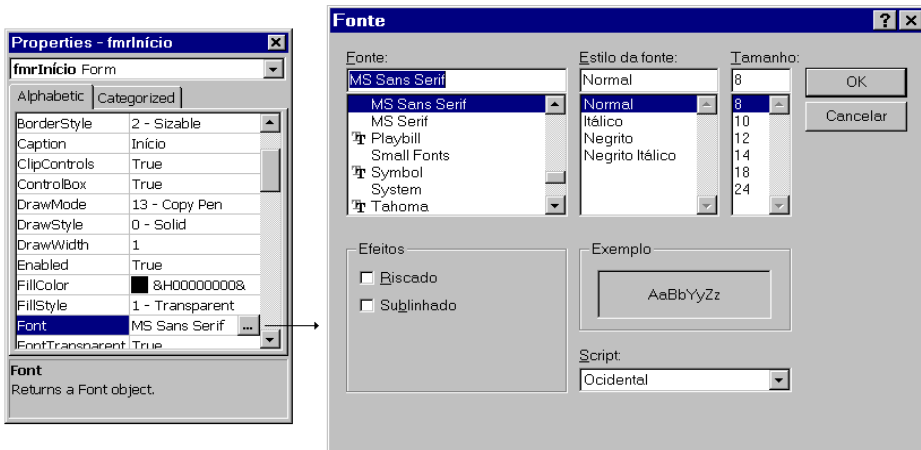 Properties - fmrInício
fmrInício Form
Alphabetic Categorized
BorderStyle 2 - Sizable
Caption Início
ClipControls True
ControlBox True
DrawMode 13 - Copy Pen
DrawStyle 0 - Solid
DrawWidth 1
Enabled True
FillColor &H00000000&
FillStyle 1 - Transparent
Font MS Sans Serif ...
FontTransparent True
Font
Returns a Font object.
Fonte
Fonte:
MS Sans Serif
MS Sans Serif
MS Serif
Playbill
Small Fonts
Symbol
System
Tahoma
Estilo da fonte:
Normal
Normal
Itálico
Negrito
Negrito Itálico
Tamanho:
8
8
10
12
14
18
24
OK
Cancelar
Efeitos
Riscado
Sublinhado
Exemplo
AaBbYyZz
Script:
Ocidental